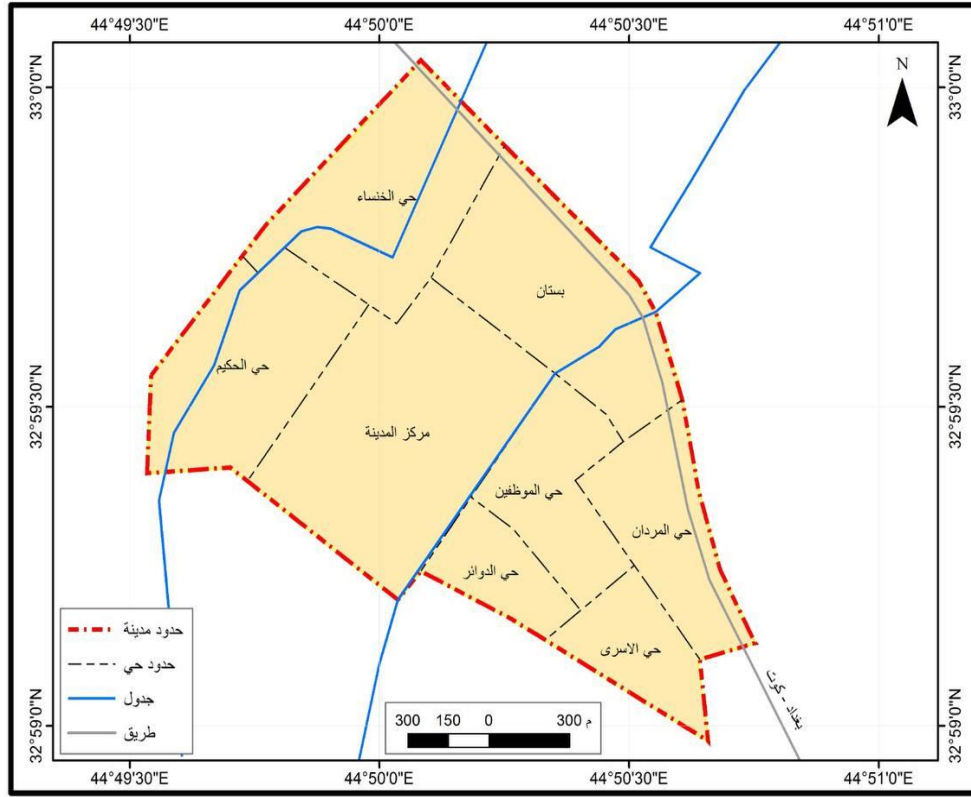 44°49'30"E 44°50'0"E 44°50'30"E 44°51'0"E
N
33°0'0"N 33°0'0"N
حي الخنساء
بستان
حي الحكيم
32°59'30"N 32°59'30"N
مركز المدينة
حي الموظفين
حي المردان
حي الدوائر
حي الاسرى
بغداد - كوت
حدود مدينة
حدود حي
جدول
طريق
300 150 0 300 م
32°59'0"N 32°59'0"N
44°49'30"E 44°50'0"E 44°50'30"E 44°51'0"E